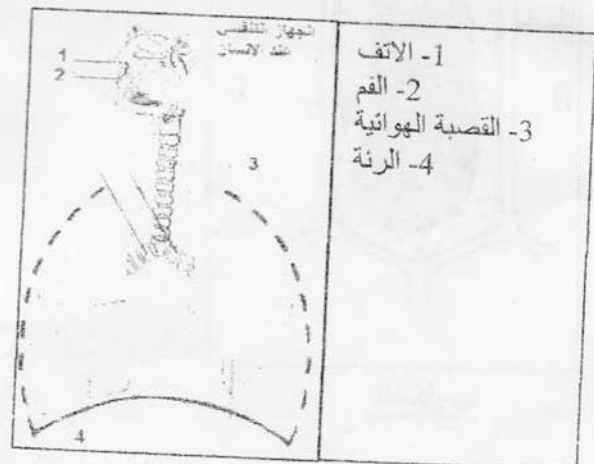 الجهاز التنفسي
عند الانسان
1
2
3
4
1- الانف
2- الفم
3- القصبة الهوائية
4- الرئة